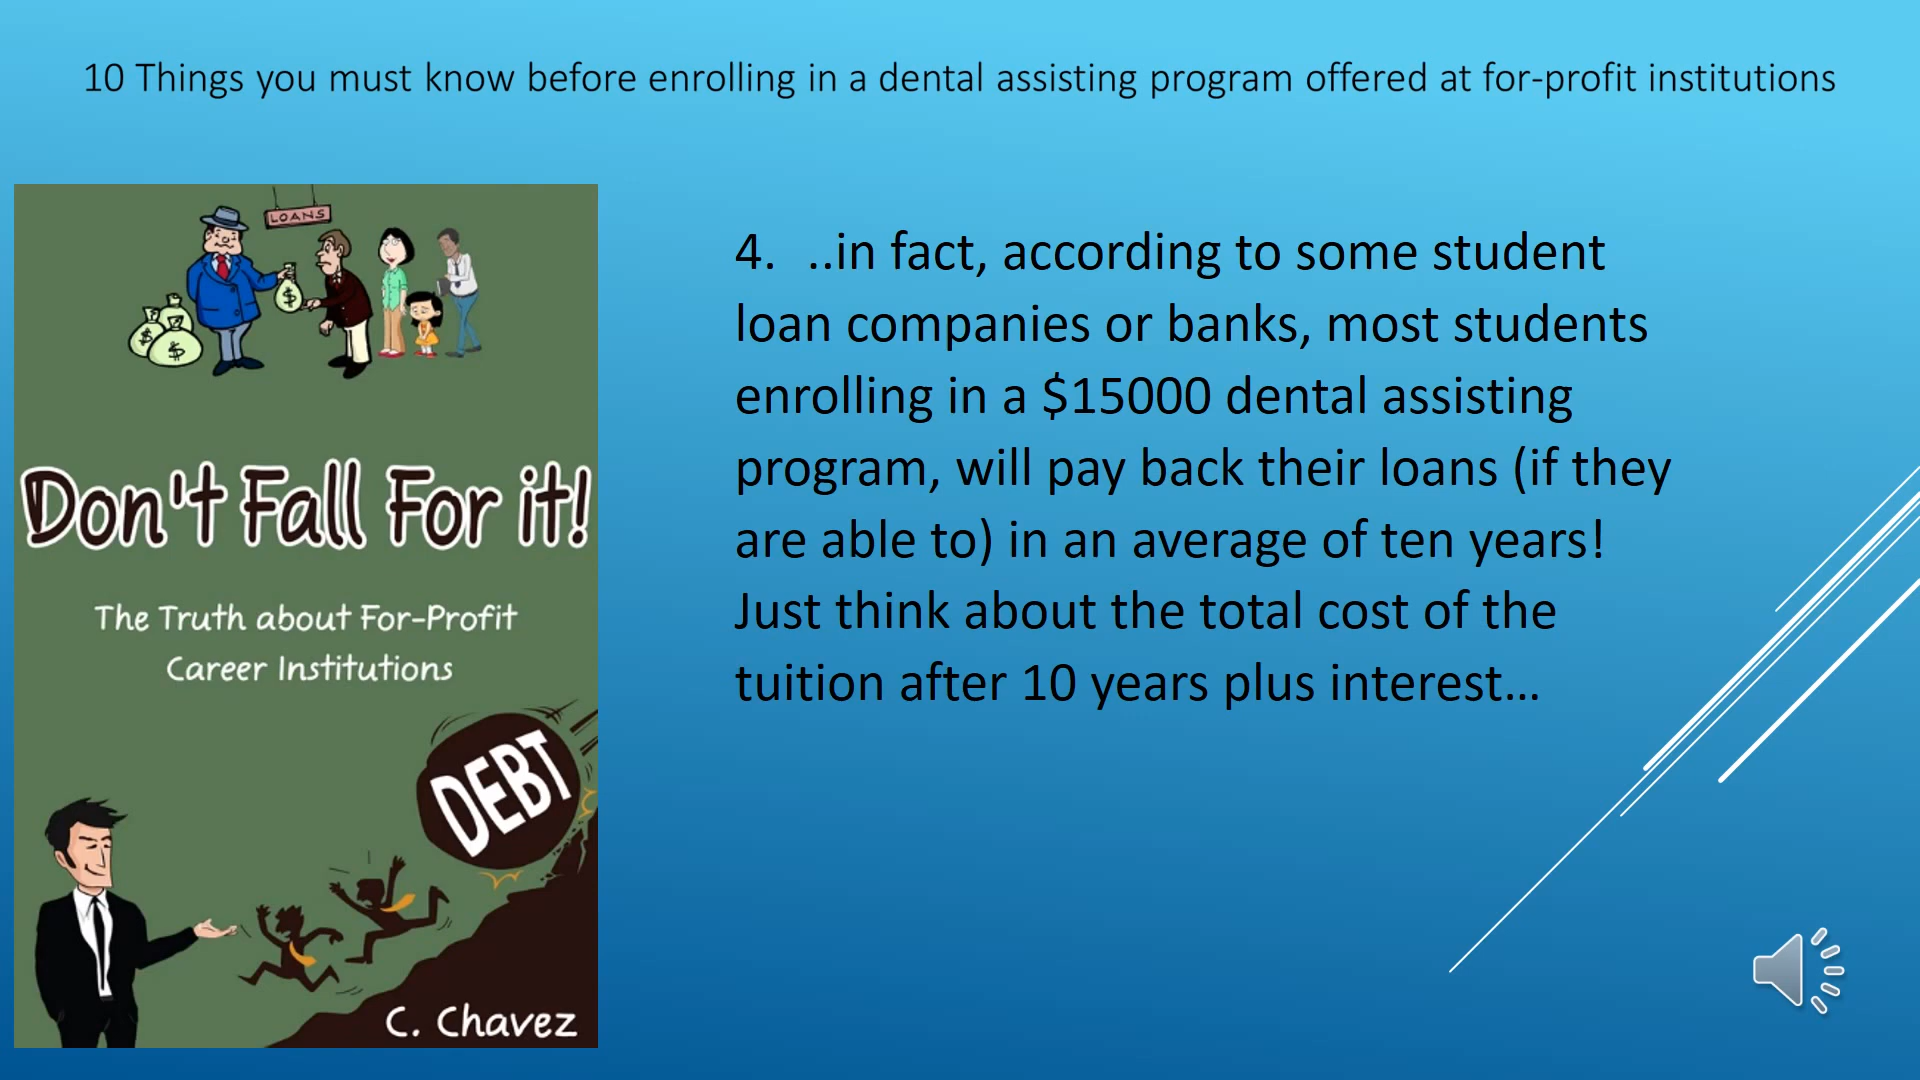 10 Things you must know before enrolling in a dental assisting program offered at for-profit institutions
LOANS
$
$
$
Don't Fall For it!
The Truth about For-Profit
Career Institutions
DEBT
C. Chavez
4. ..in fact, according to some student
loan companies or banks, most students
enrolling in a $15000 dental assisting
program, will pay back their loans (if they
are able to) in an average of ten years!
Just think about the total cost of the
tuition after 10 years plus interest...